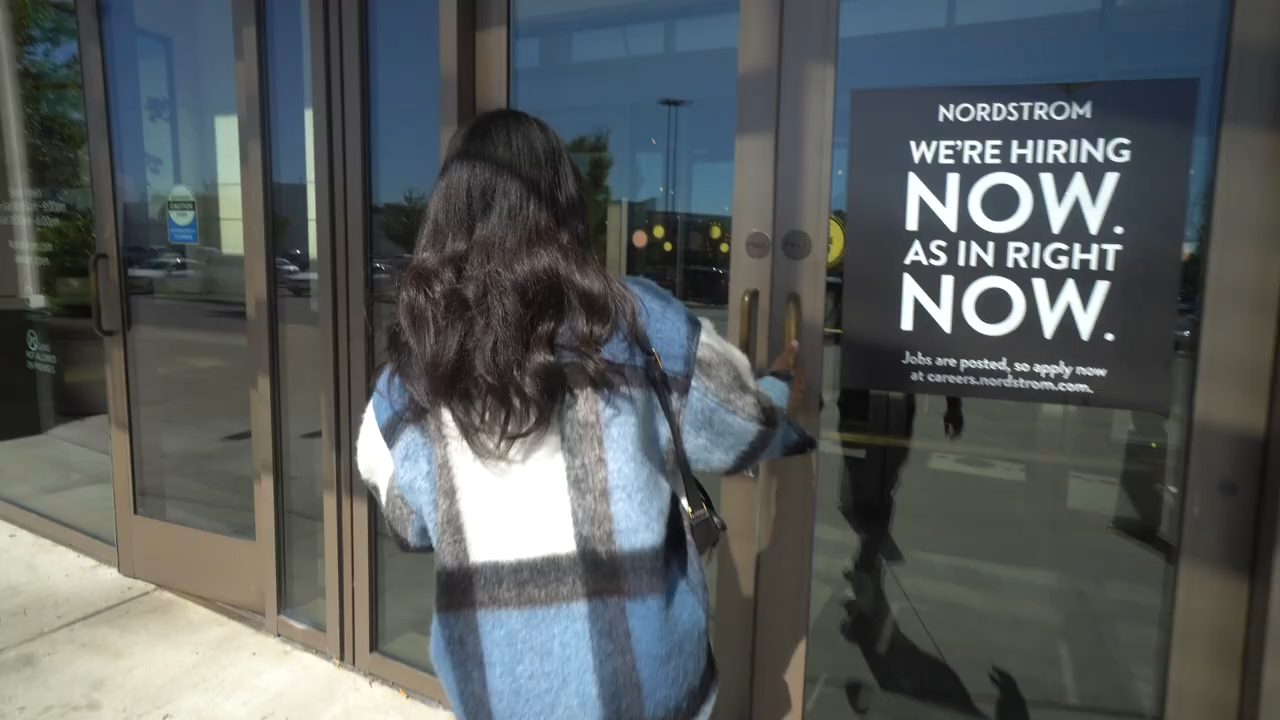 CAUTION
NORDSTROM
WE'RE HIRING
NOW.
AS IN RIGHT
NOW.
Jobs are posted, so apply now
at careers.nordstrom.com.